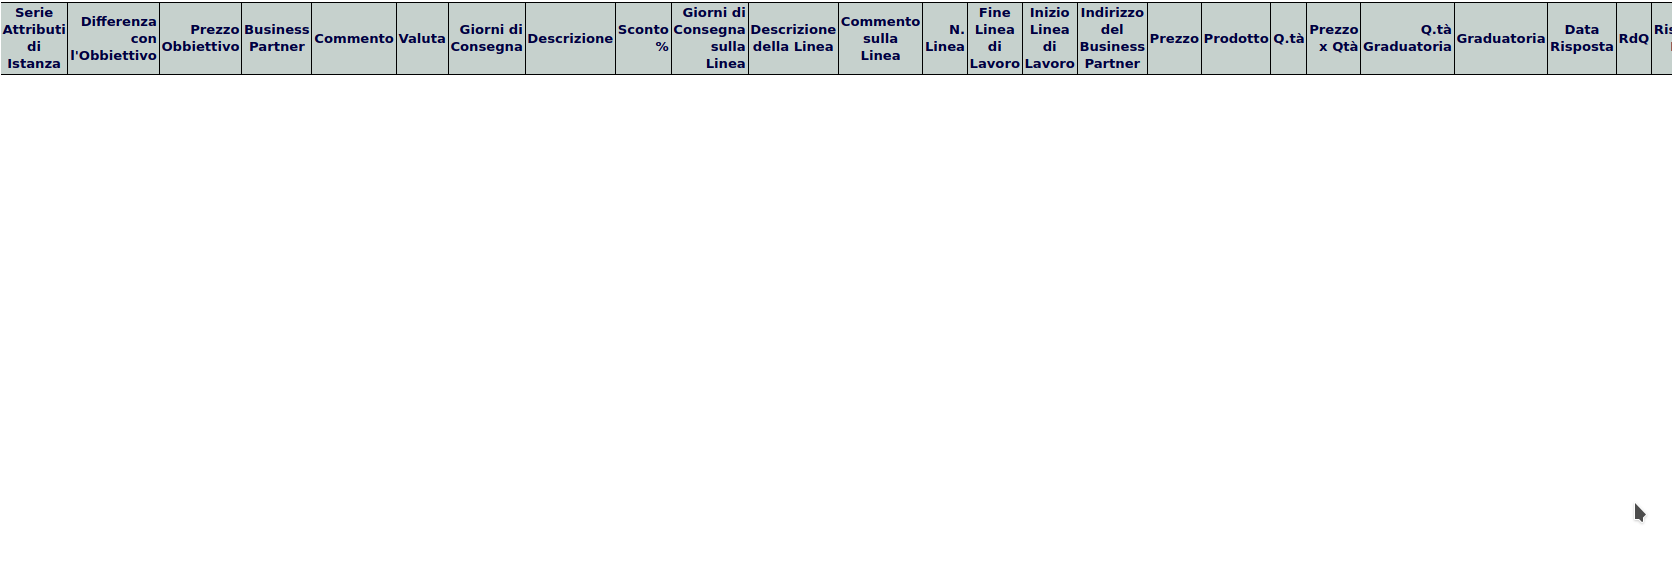 Serie
Attributi
di
Istanza
Differenza
con
l'Obbiettivo
Prezzo
Obbiettivo
Business
Partner
Commento
Valuta
Giorni di
Consegna
Descrizione
Sconto
%
Giorni di
Consegna
sulla
Linea
Descrizione
della Linea
Commento
sulla
Linea
N.
Linea
Fine
Linea
di
Lavoro
Inizio
Linea
di
Lavoro
Indirizzo
del
Business
Partner
Prezzo
Prodotto
Q.tà
Prezzo
x Qtà
Q.tà
Graduatoria
Graduatoria
Data
Risposta
RdQ